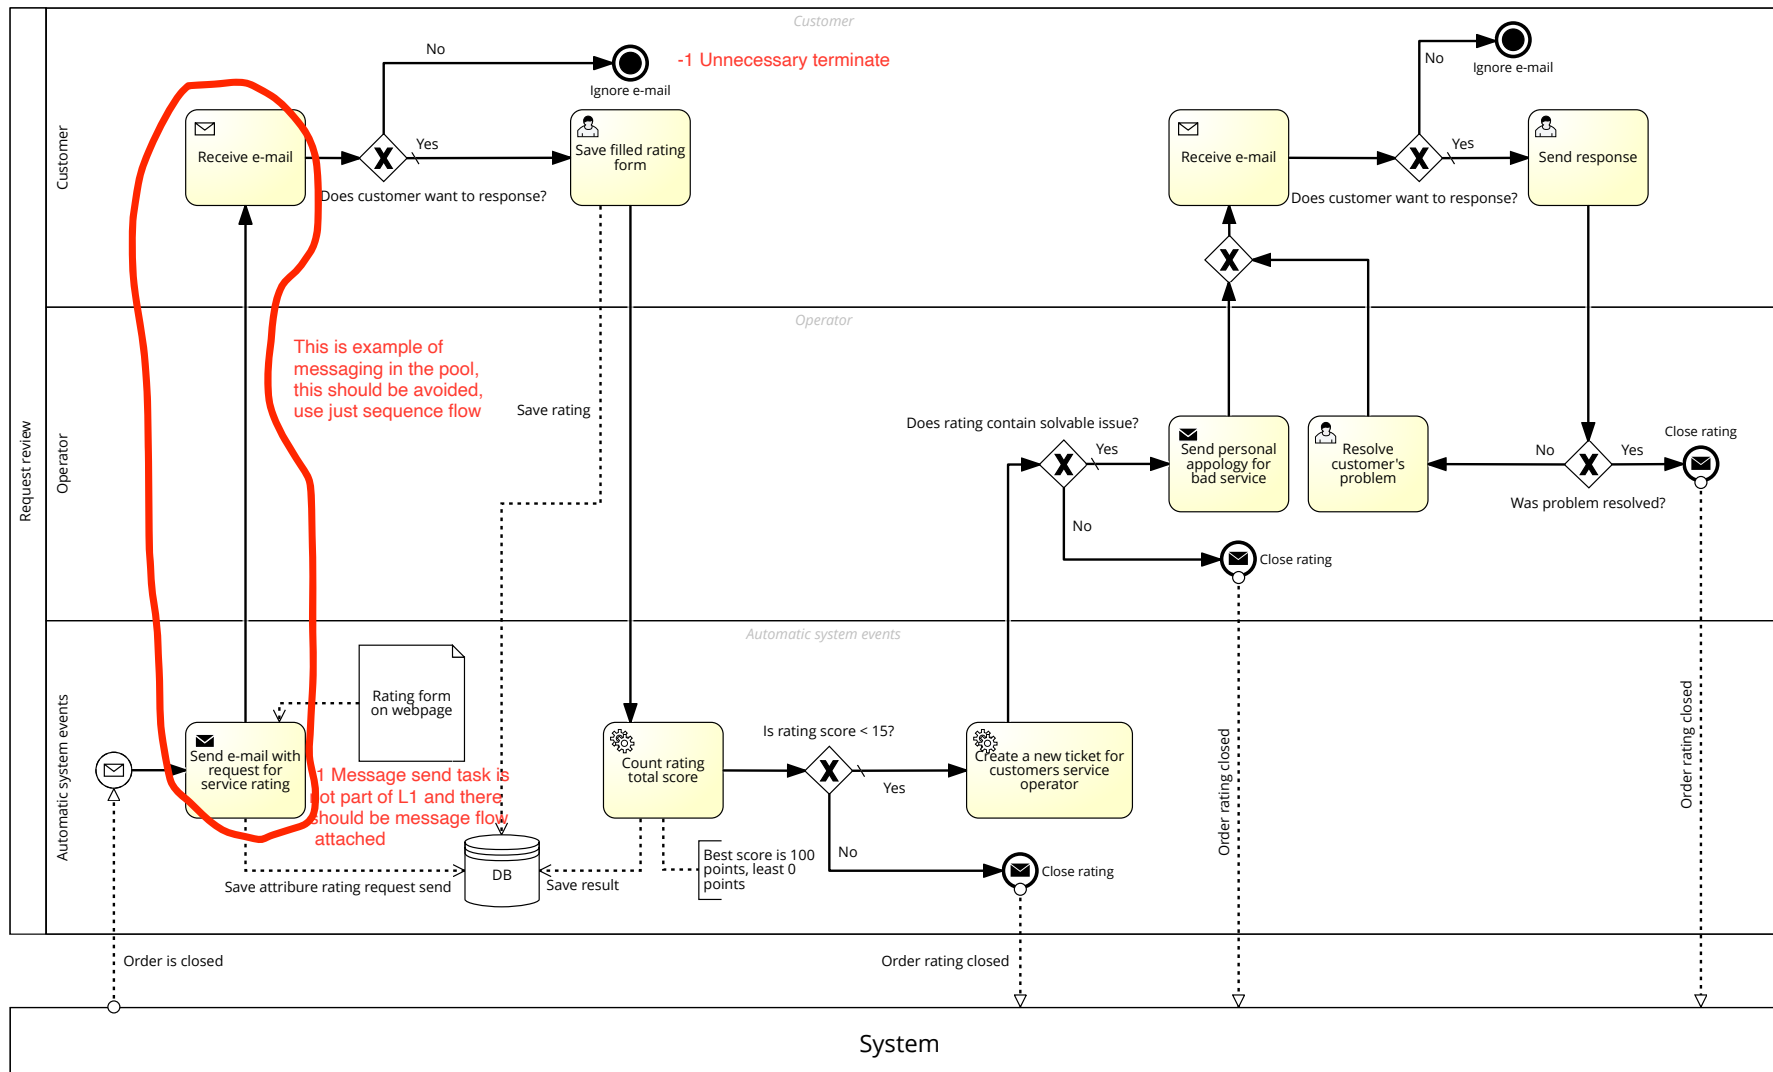 Customer
No
-1 Unnecessary terminate
Ignore e-mail
No
Ignore e-mail
Customer
Receive e-mail
Yes
Save filled rating
form
Does customer want to response?
Receive e-mail
Yes
Send response
Does customer want to response?
Request review
Operator
Operator
This is example of
messaging in the pool,
this should be avoided,
use just sequence flow
Save rating
Does rating contain solvable issue?
Yes
Send personal
appology for
bad service
Resolve
customer's
problem
No
Yes
Close rating
Was problem resolved?
No
Close rating
Automatic system events
Automatic system events
Rating form
on webpage
Send e-mail with
request for
service rating
1 Message send task is
not part of L1 and there
should be message flow
attached
Count rating
total score
Is rating score < 15?
Yes
Create a new ticket for
customers service
operator
No
Close rating
Best score is 100
points, least 0
points
DB
Save attribure rating request send
Save result
Order rating closed
Order rating closed
Order is closed
Order rating closed
System